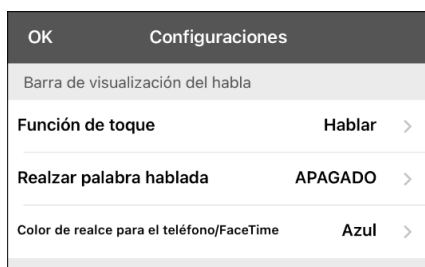 OK Configuraciones
Barra de visualización del habla
Función de toque Hablar
Realzar palabra hablada APAGADO
Color de realce para el teléfono/FaceTime Azul